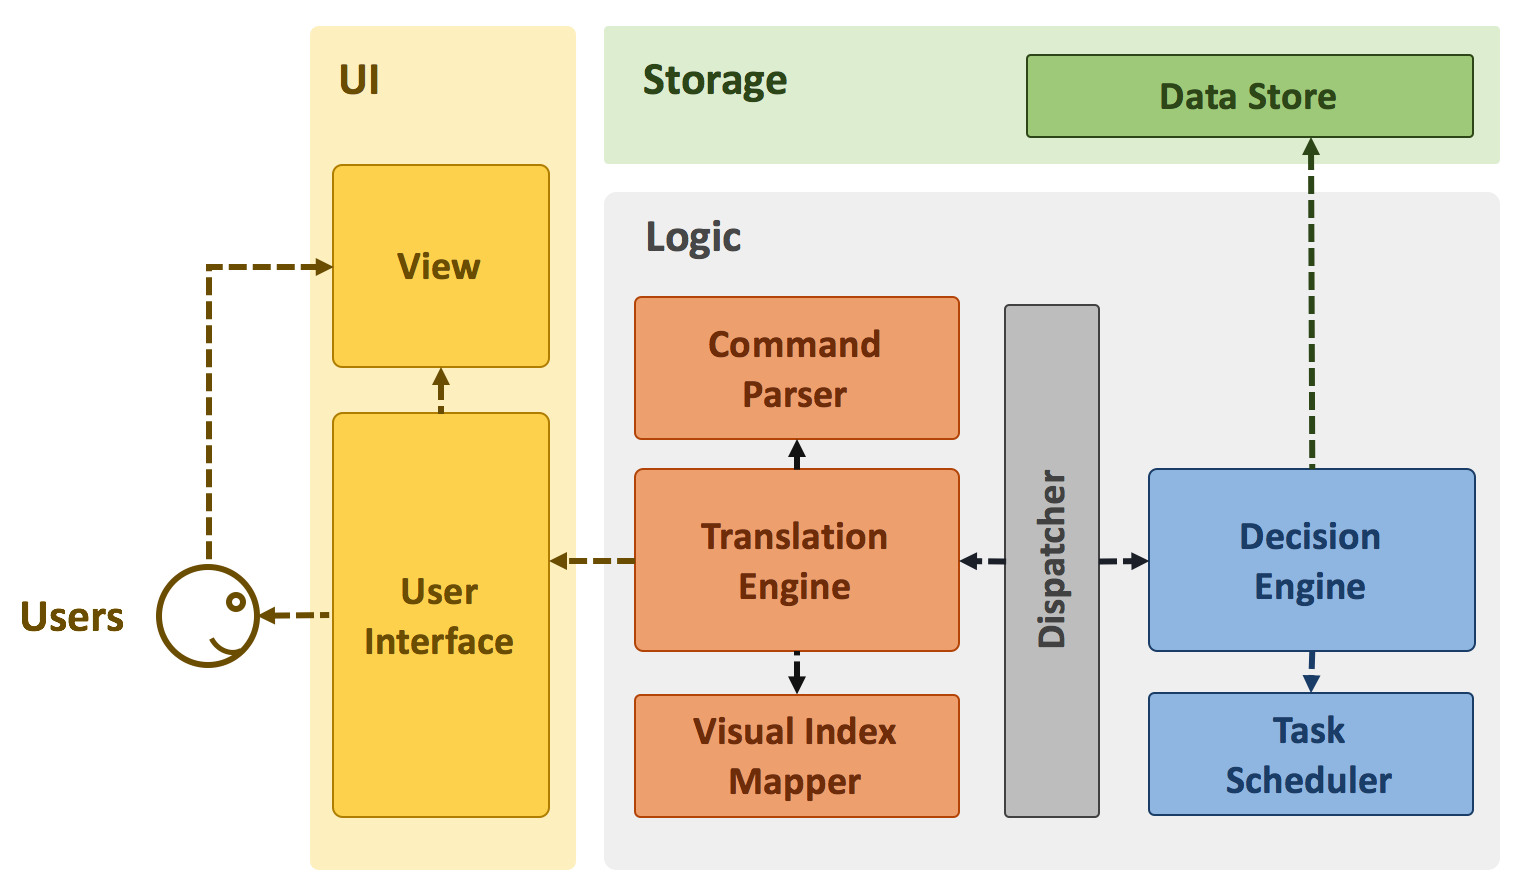 UI
Storage
Data Store
View
Logic
Command
Parser
Translation
Engine
Dispatcher
Decision
Engine
Users
User
Interface
Visual Index
Mapper
Task
Scheduler